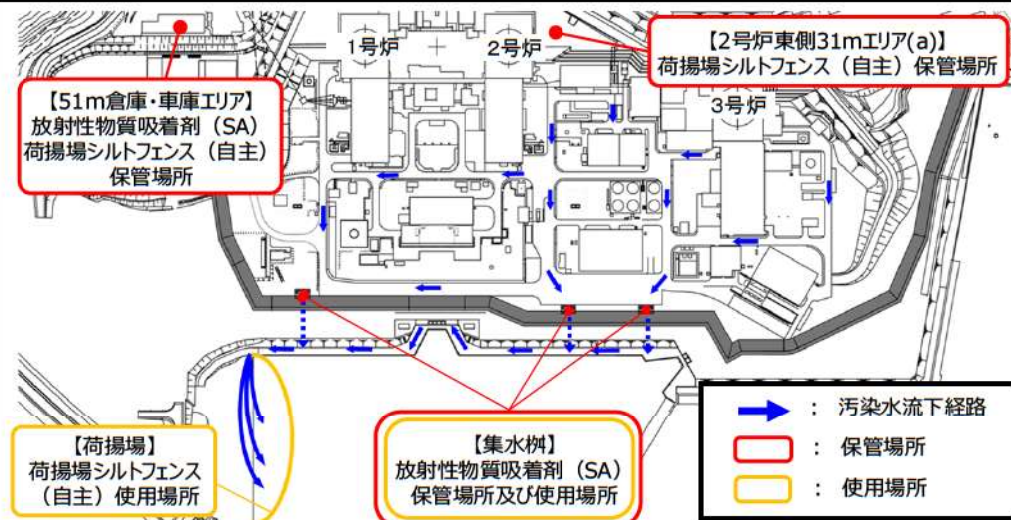 1号炉
2号炉
【2号炉東側31mエリア(a)】
荷揚場シルトフェンス（自主）保管場所
3号炉
【51m倉庫・車庫エリア】
放射性物質吸着剤（SA）
荷揚場シルトフェンス（自主）
保管場所
【荷揚場】
荷揚場シルトフェンス
（自主）使用場所
【集水桝】
放射性物質吸着剤（SA）
保管場所及び使用場所
： 汚染水流下経路
： 保管場所
： 使用場所